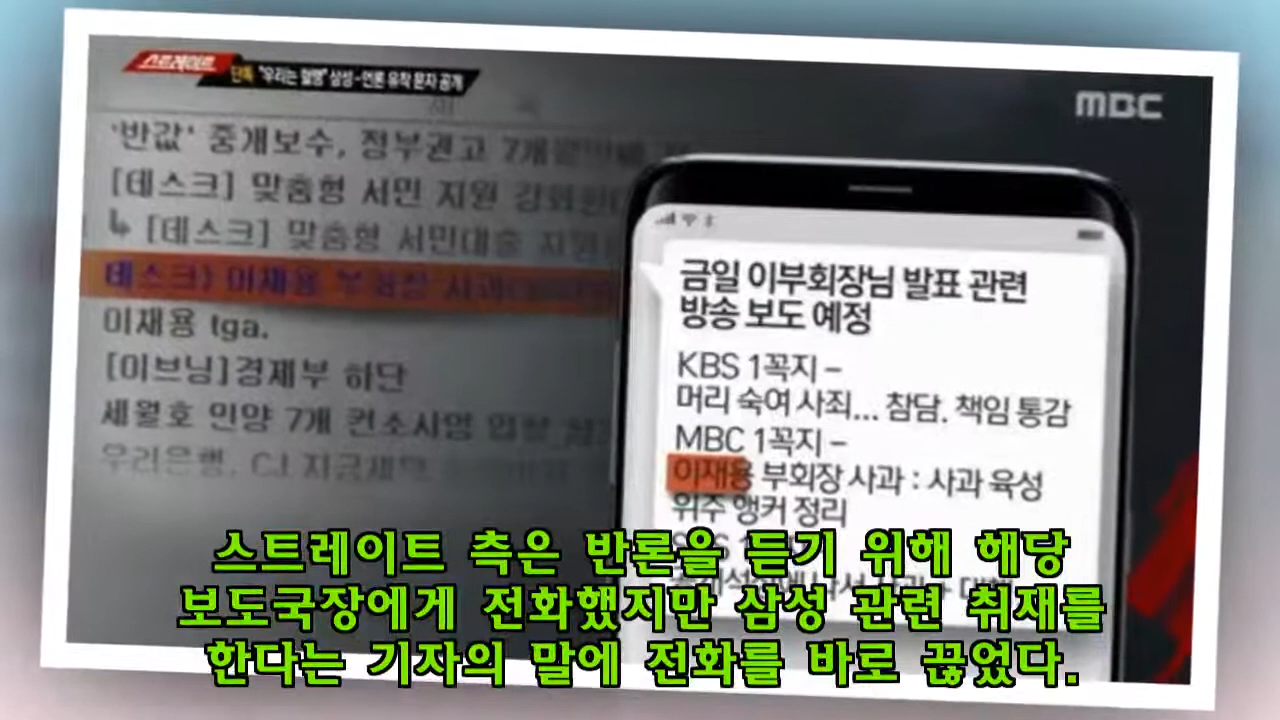 스트레이트
단독 "우리는 혈맹" 삼성-언론 유착 문자 공개
MBC
'반값' 중개보수, 정부권고 7개월만에
[데스크] 맞춤형 서민 지원 강화
↳ [데스크] 맞춤형 서민대출 지원
데스크) 이재용 부회장 사과
이재용 tga.
[이브닝]경제부 하단
세월호 인양 7개 컨소시엄 입찰
우리은행, CJ 지금세탁
금일 이부회장님 발표 관련
방송 보도 예정
KBS 1꼭지 –
머리 숙여 사죄... 참담. 책임 통감
MBC 1꼭지 –
이재용 부회장 사과 : 사과 육성
위주 앵커 정리
스트레이트 측은 반론을 듣기 위해 해당
보도국장에게 전화했지만 삼성 관련 취재를
한다는 기자의 말에 전화를 바로 끊었다.